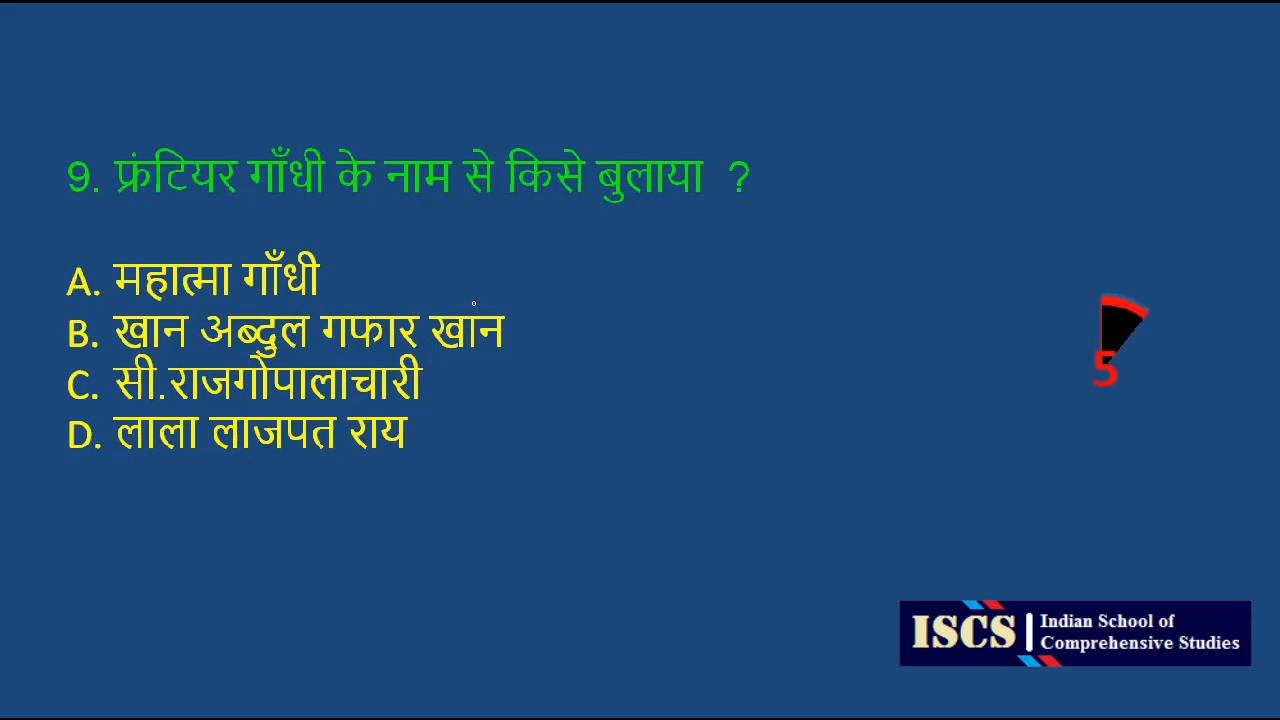 9. फ्रंटियर गाँधी के नाम से किसे बुलाया ?
A. महात्मा गाँधी
B. खान अब्दुल गफार खान
C. सी.राजगोपालाचारी
D. लाला लाजपत राय
5
ISCS
Indian School of
Comprehensive Studies